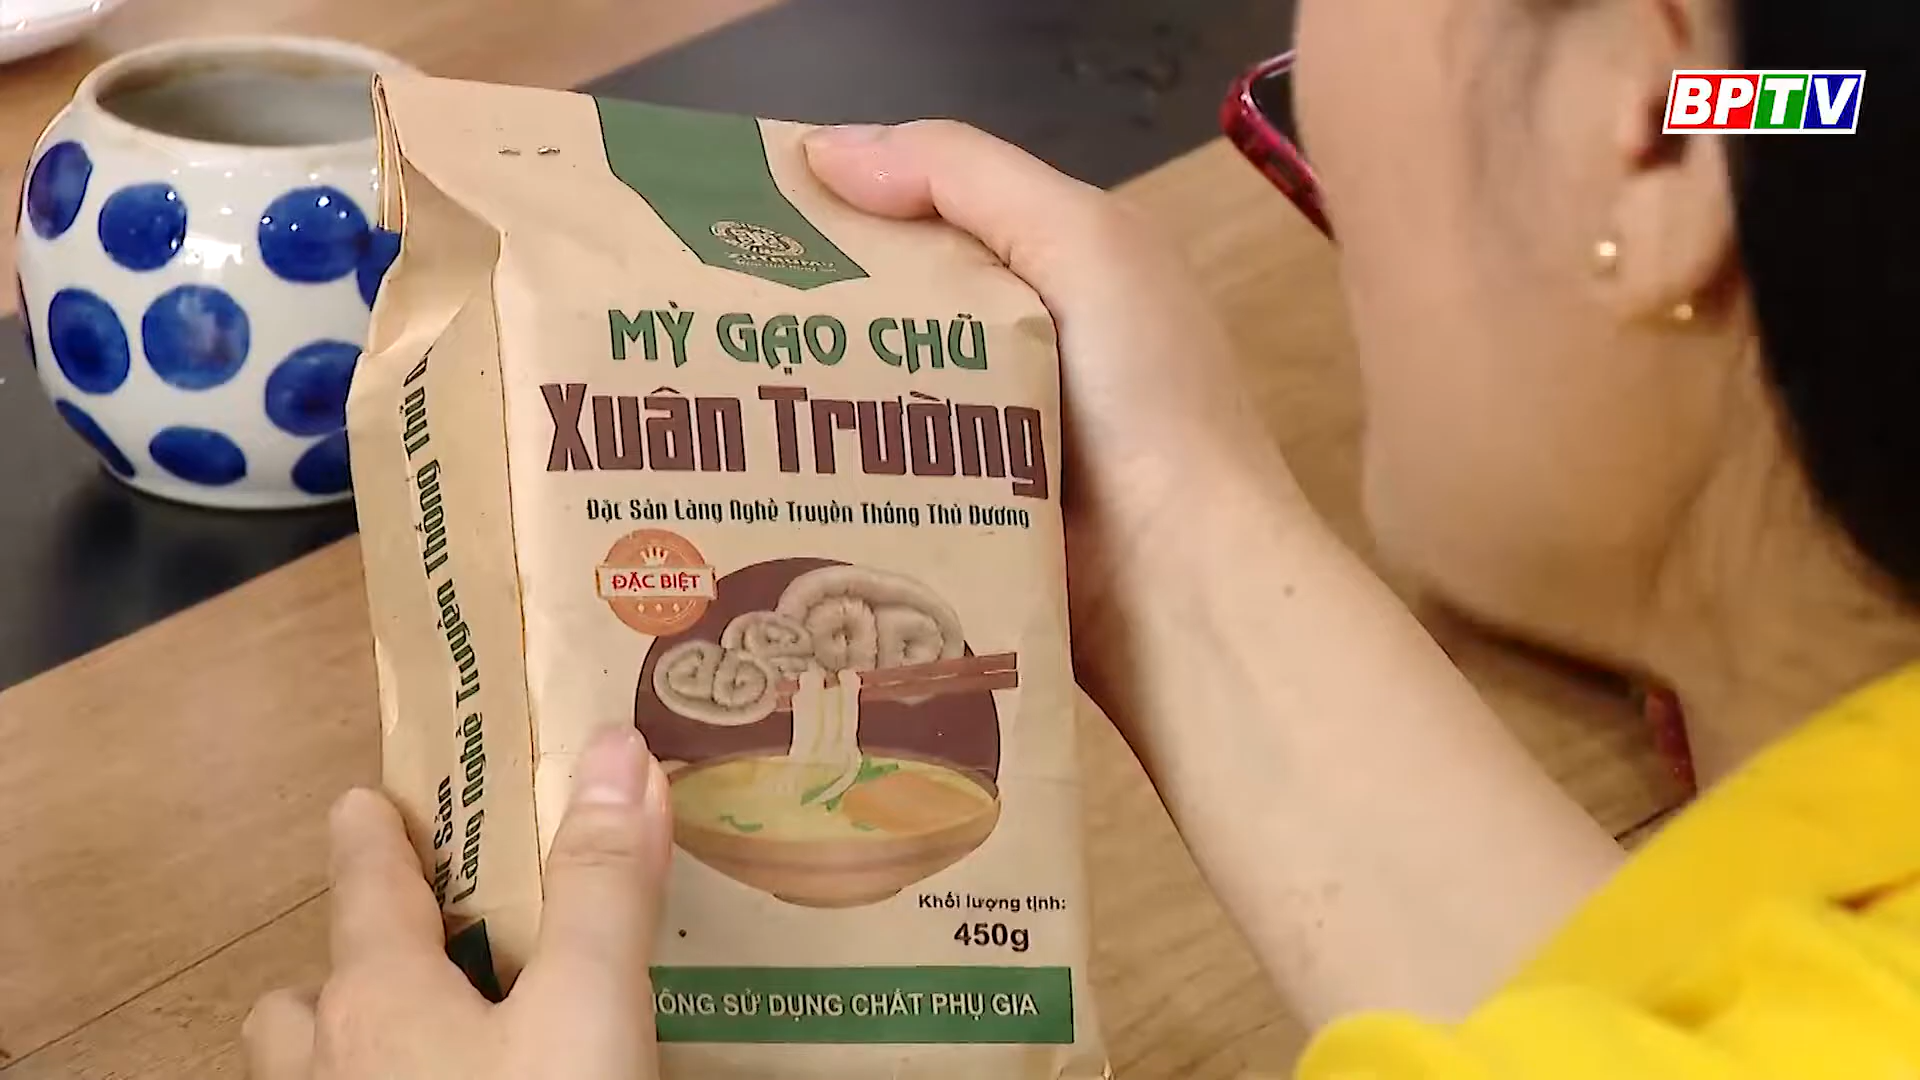 BPTV
MỲ GẠO CHŨ
Xuân Trường
Đặc Sản Làng Nghề Truyền Thống Thủ Dương
ĐẶC BIỆT
Khối lượng tịnh:
450g
SỬ DỤNG CHẤT PHỤ GIA
Đặc Sản
Làng Nghề Truyền Thống Thủ